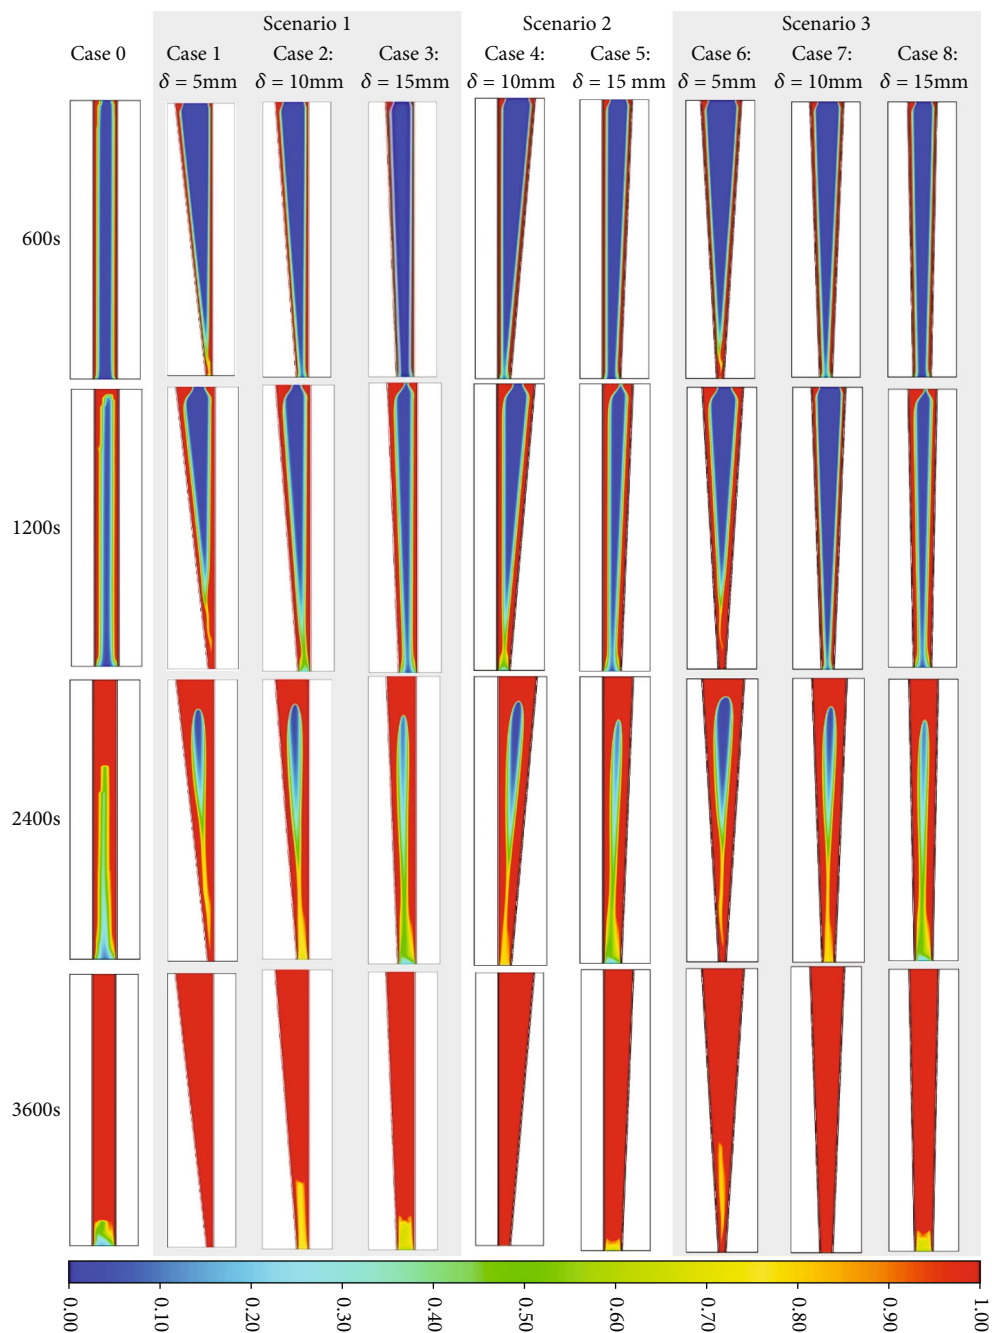 Scenario 1 Scenario 2 Scenario 3
Case 0 Case 1 Case 2: Case 3: Case 4: Case 5: Case 6: Case 7: Case 8:
δ = 5mm δ = 10mm δ = 15mm δ = 10mm δ = 15 mm δ = 5mm δ = 10mm δ = 15mm
600s
1200s
2400s
3600s
0.00 0.10 0.20 0.30 0.40 0.50 0.60 0.70 0.80 0.90 1.00